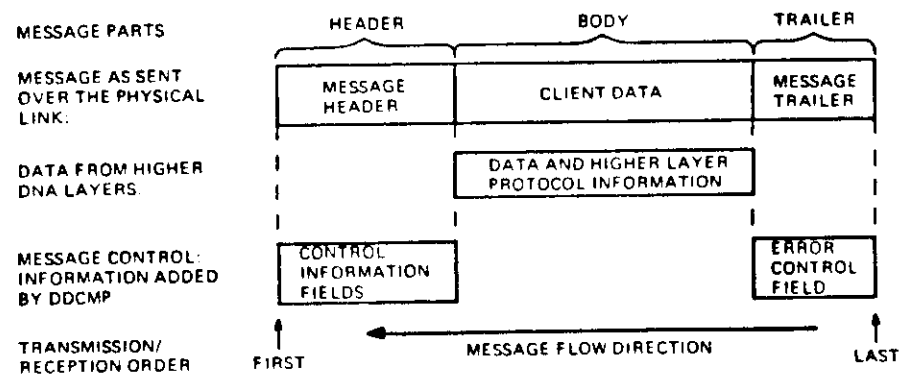 MESSAGE PARTS
HEADER
BODY
TRAILER
MESSAGE AS SENT
OVER THE PHYSICAL
LINK:
MESSAGE
HEADER
CLIENT DATA
MESSAGE
TRAILER
DATA FROM HIGHER
DNA LAYERS.
DATA AND HIGHER LAYER
PROTOCOL INFORMATION
MESSAGE CONTROL:
INFORMATION ADDED
BY DDCMP
CONTROL
INFORMATION
FIELDS
ERROR
CONTROL
FIELD
TRANSMISSION/
RECEPTION ORDER
FIRST
MESSAGE FLOW DIRECTION
LAST